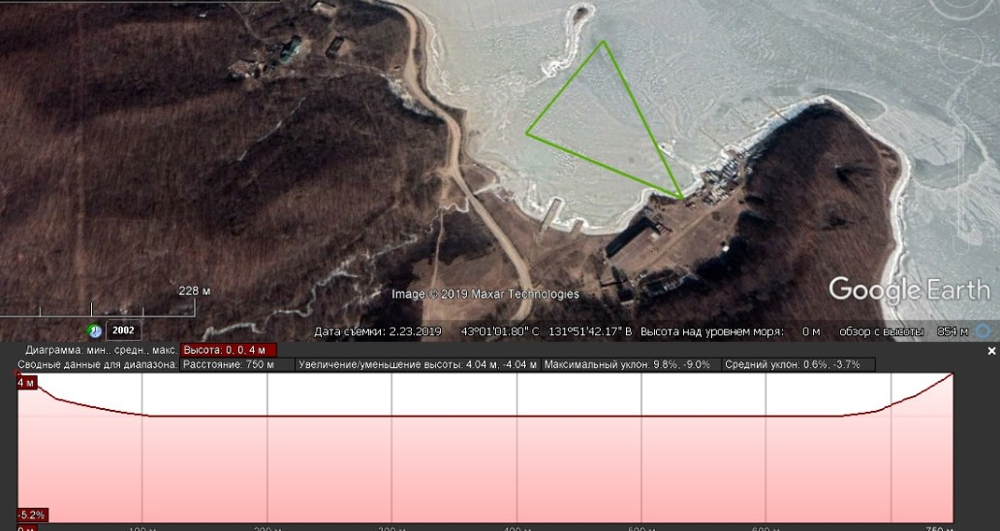 228 м
Image © 2019 Maxar Technologies
Google Earth
2002
Дата съемки: 2.23.2019 43°01'01.80" С 131°51'42.17" В Высота над уровнем моря: 0 м обзор с высоты 854 м
Диаграмма: мин., средн., макс. Высота: 0, 0, 4 м
Сводные данные для диапазона: Расстояние: 750 м Увеличение/уменьшение высоты: 4.04 м, -4.04 м Максимальный уклон: 9.8%, -9.0% Средний уклон: 0.6%, -3.7%
4 м
-5.2%
0 м 100 м 200 м 300 м 400 м 500 м 600 м 750 м